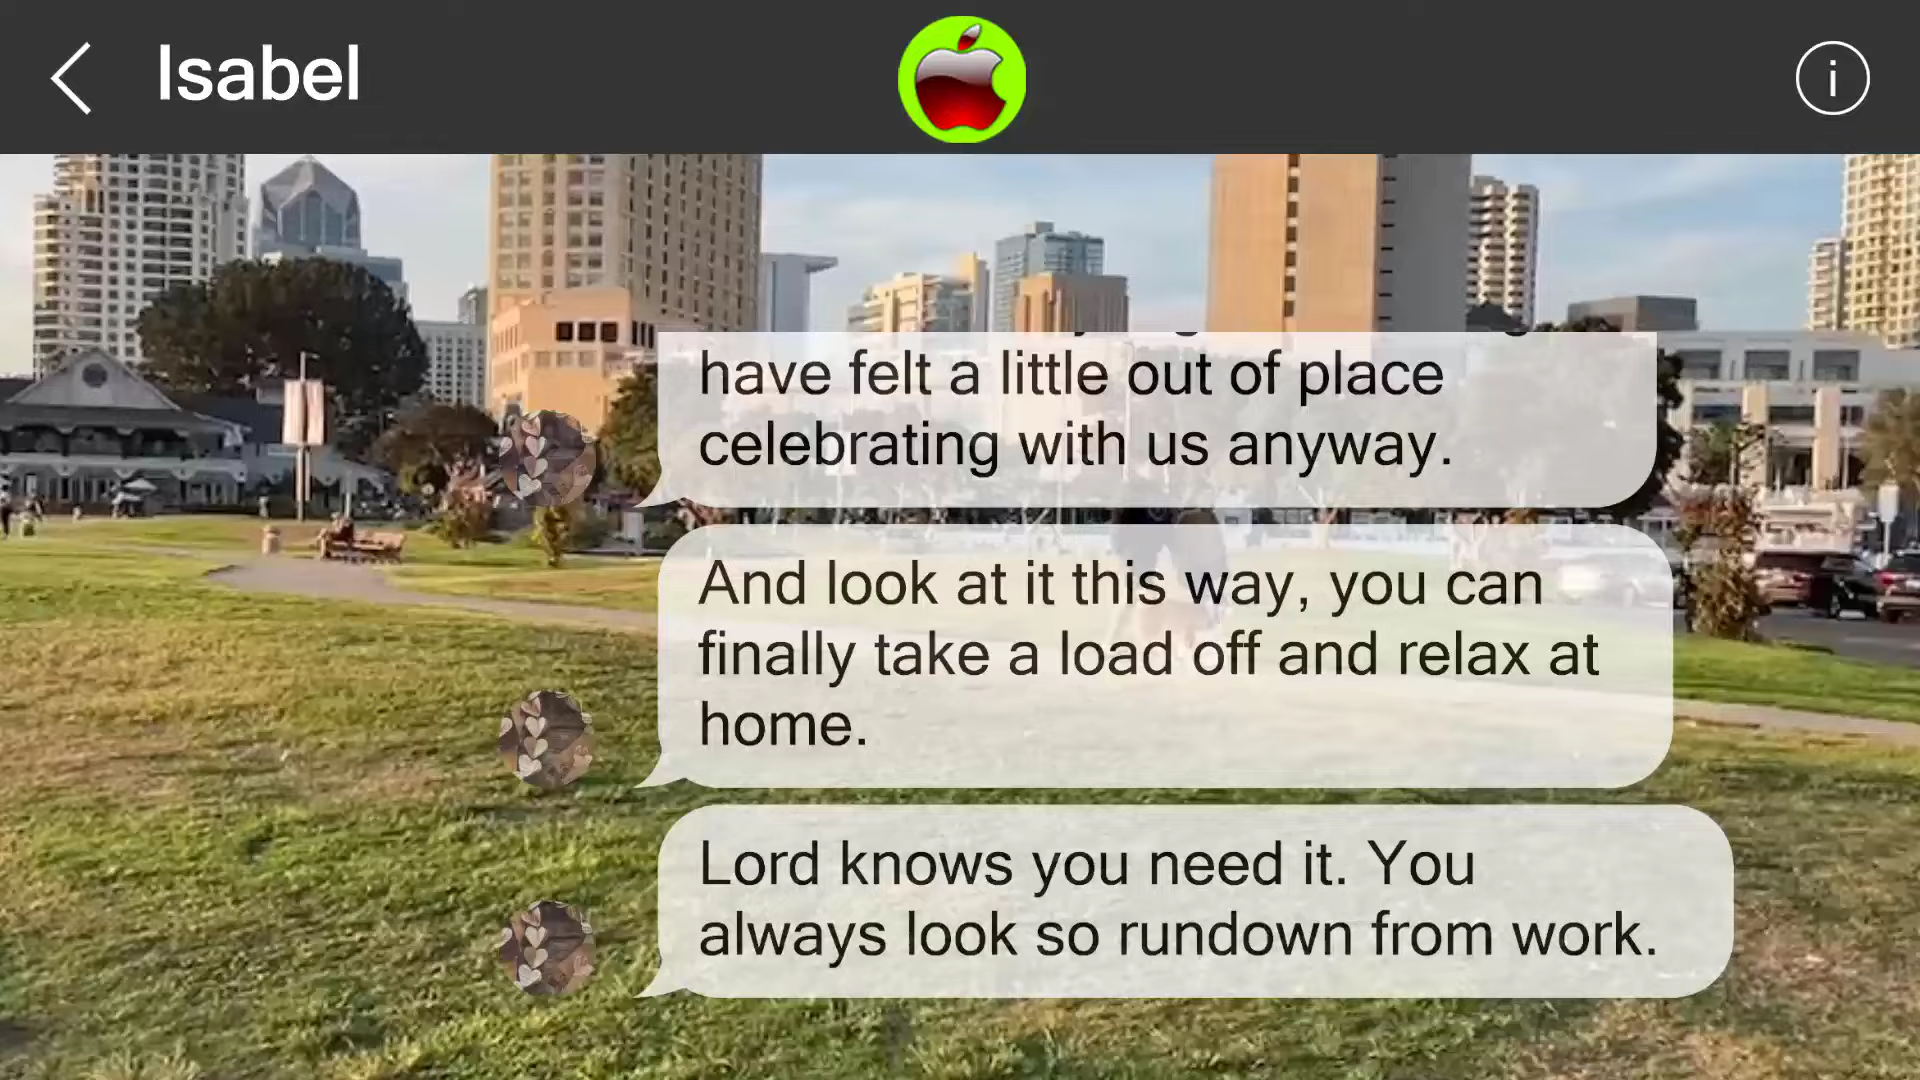 Isabel
have felt a little out of place
celebrating with us anyway.
And look at it this way, you can
finally take a load off and relax at
home.
Lord knows you need it. You
always look so rundown from work.